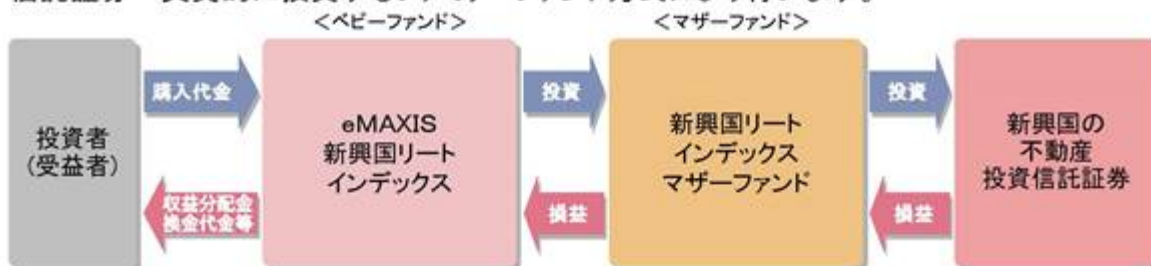 <ベビーファンド>
<マザーファンド>
投資者
(受益者)
購入代金
収益分配金
換金代金等
eMAXIS
新興国リート
インデックス
投資
損益
新興国リート
インデックス
マザーファンド
投資
損益
新興国の
不動産
投資信託証券